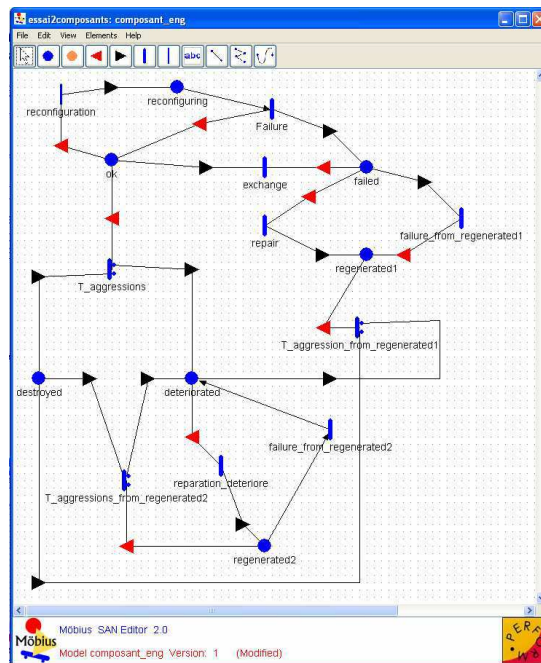 essai2composants: composant_eng
File Edit View Elements Help
abc
reconfiguration
reconfiguring
Failure
ok
exchange
failed
repair
failure_from_regenerated1
regenerated1
T_aggressions
T_aggression_from_regenerated1
destroyed
deteriorated
failure_from_regenerated2
reparation_deteriore
T_aggressions_from_regenerated2
regenerated2
Möbius SAN Editor 2.0
Möbius
Model composant_eng Version: 1 (Modified)